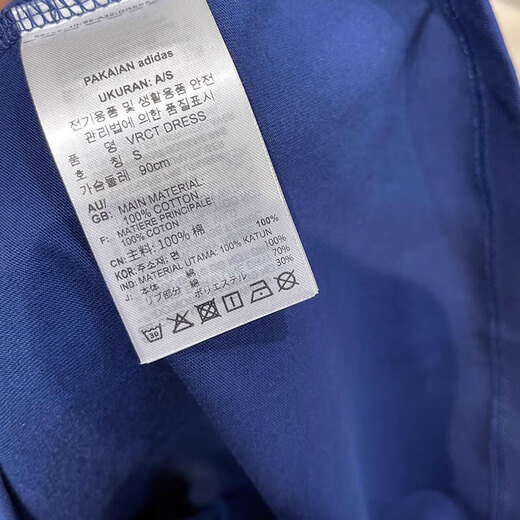 PAKAIAN adidas
UKURAN: A/S
전기용품 및 생활용품 안전
관리법에 의한 품질표시
품 명 VRCT DRESS
호 칭 S
가슴둘레 90cm
AU/
GB: MAIN MATERIAL:
100% COTTON
F: MATIERE PRINCIPALE:
100% COTON
CN: 主料: 100% 棉
KOR: 주소자: 면 100%
IND: MATERIAL UTAMA: 100% KATUN
J: 本体 綿 100%
リブ部分 綿 70%
ポリエステル 30%
30